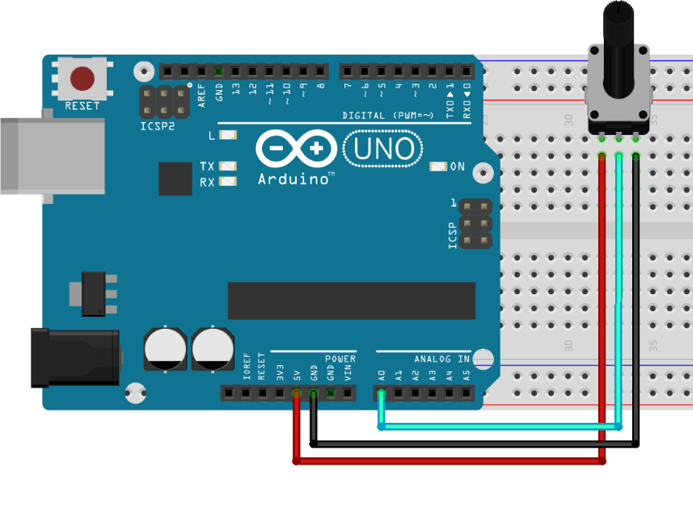 RESET
ICSP2
AREF
GND
13
12
~11
~10
~9
8
7
~6
~5
4
~3
2
TXD▶1
RXD◀0
DIGITAL (PWM=~)
L
TX
RX
UNO
Arduino™
ON
1
ICSP
30
35
30
35
POWER
ANALOG IN
IOREF
RESET
3V3
5V
GND
GND
VIN
A0
A1
A2
A3
A4
A5